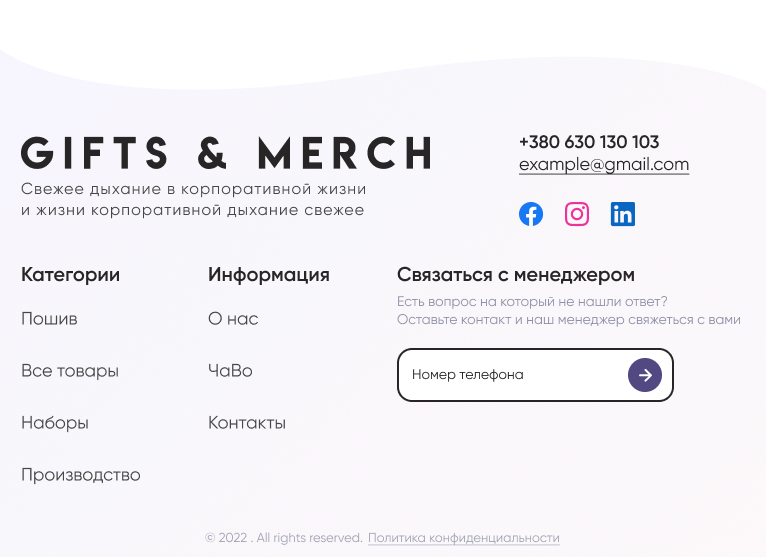 GIFTS & MERCH
Свежее дыхание в корпоративной жизни
и жизни корпоративной дыхание свежее
+380 630 130 103
example@gmail.com
Категории
Пошив
Все товары
Наборы
Производство
Информация
О нас
ЧаВо
Контакты
Связаться с менеджером
Есть вопрос на который не нашли ответ?
Оставьте контакт и наш менеджер свяжеться с вами
Номер телефона
© 2022 . All rights reserved. Политика конфиденциальности